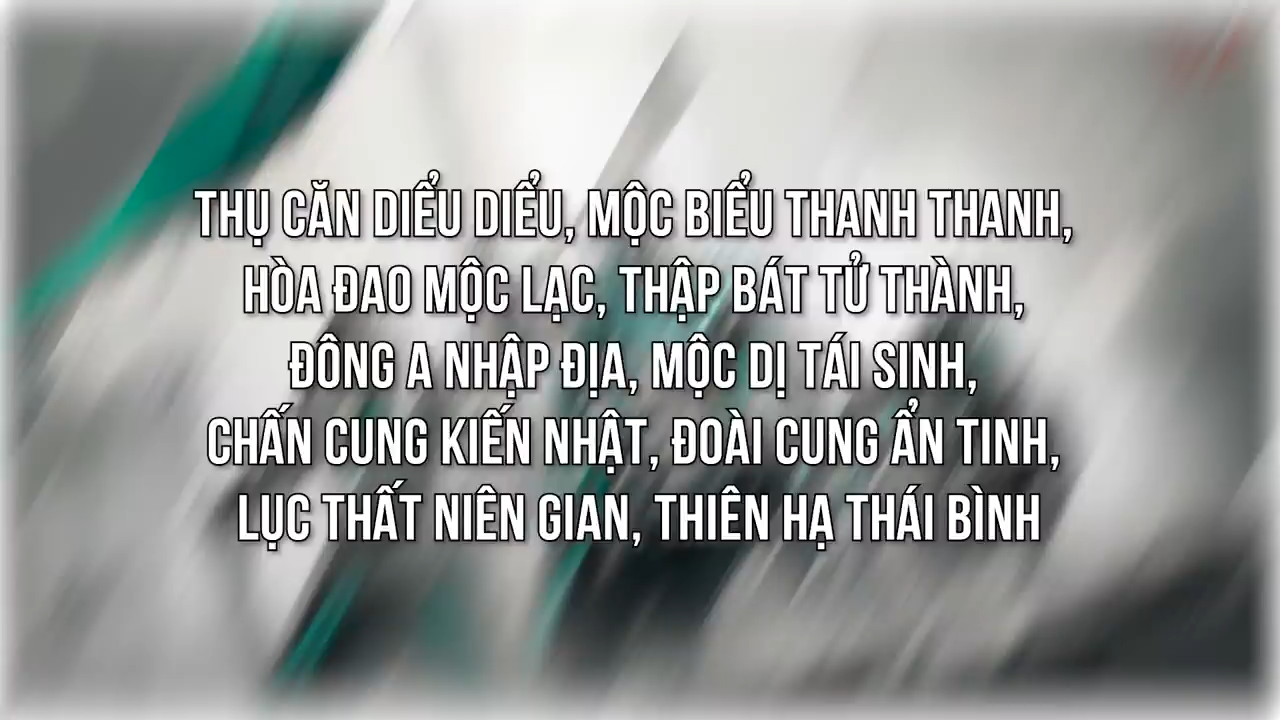 THỤ CĂN DIỂU DIỂU, MỘC BIỂU THANH THANH,
HÒA ĐAO MỘC LẠC, THẬP BÁT TỬ THÀNH,
ĐÔNG A NHẬP ĐỊA, MỘC DỊ TÁI SINH,
CHẤN CUNG KIẾN NHẬT, ĐOÀI CUNG ẨN TINH,
LỤC THẤT NIÊN GIAN, THIÊN HẠ THÁI BÌNH